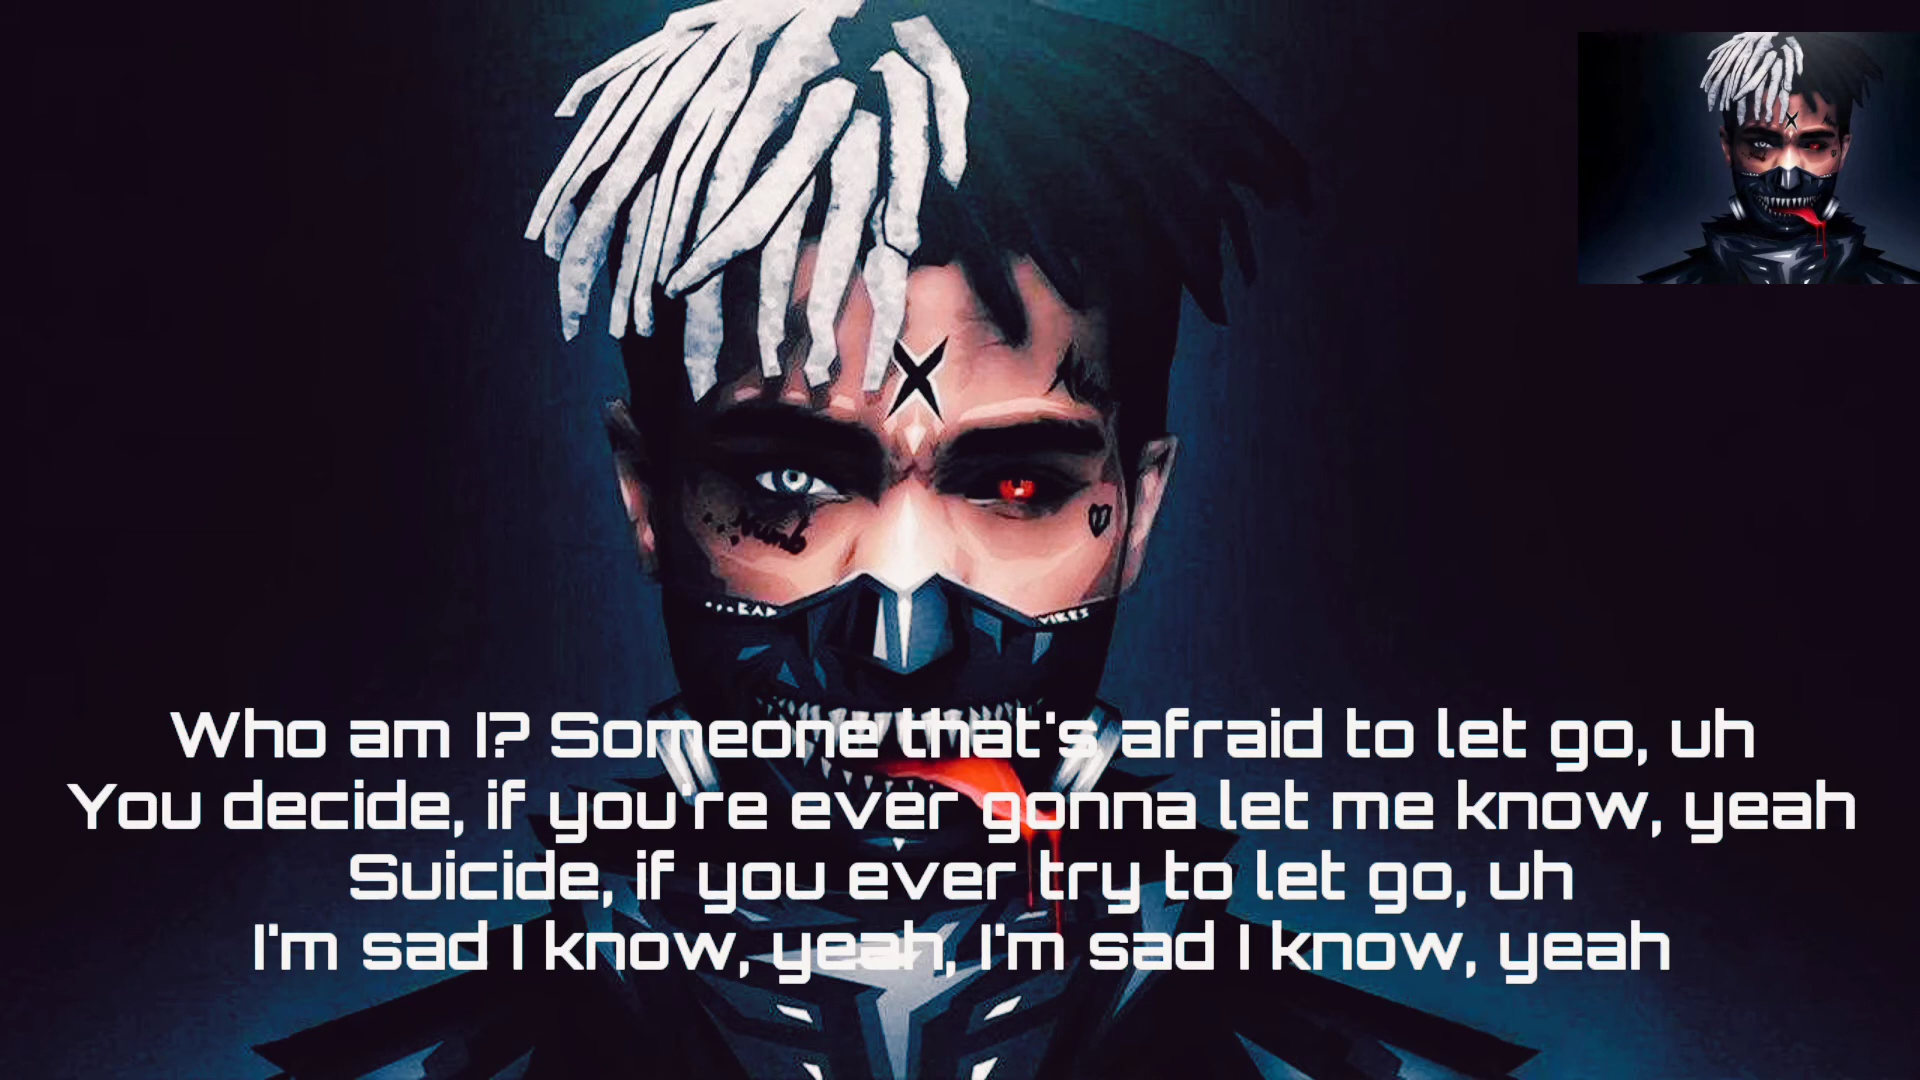 Numb
Who am I? Someone that's afraid to let go, uh
You decide, if you're ever gonna let me know, yeah
Suicide, if you ever try to let go, uh
I'm sad I know, yeah, I'm sad I know, yeah